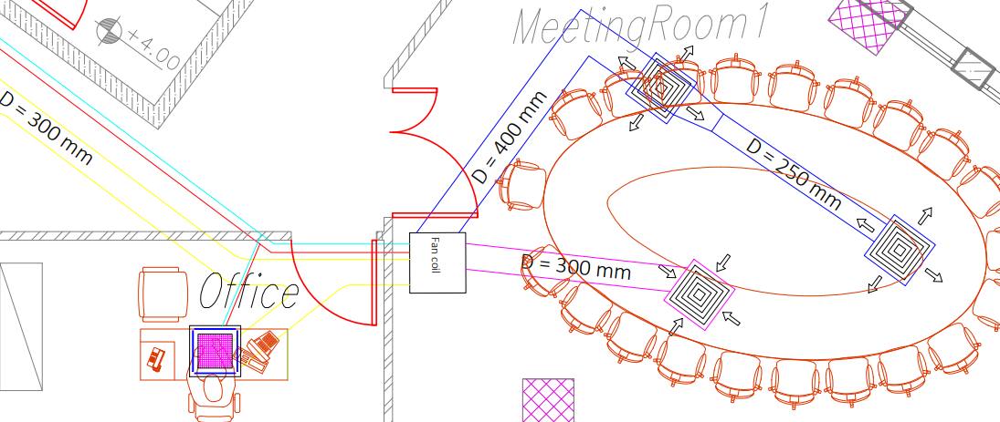 MeetingRoom1
+4.00
D = 300 mm
D = 400 mm
D = 250 mm
Fan coil
D = 300 mm
Office